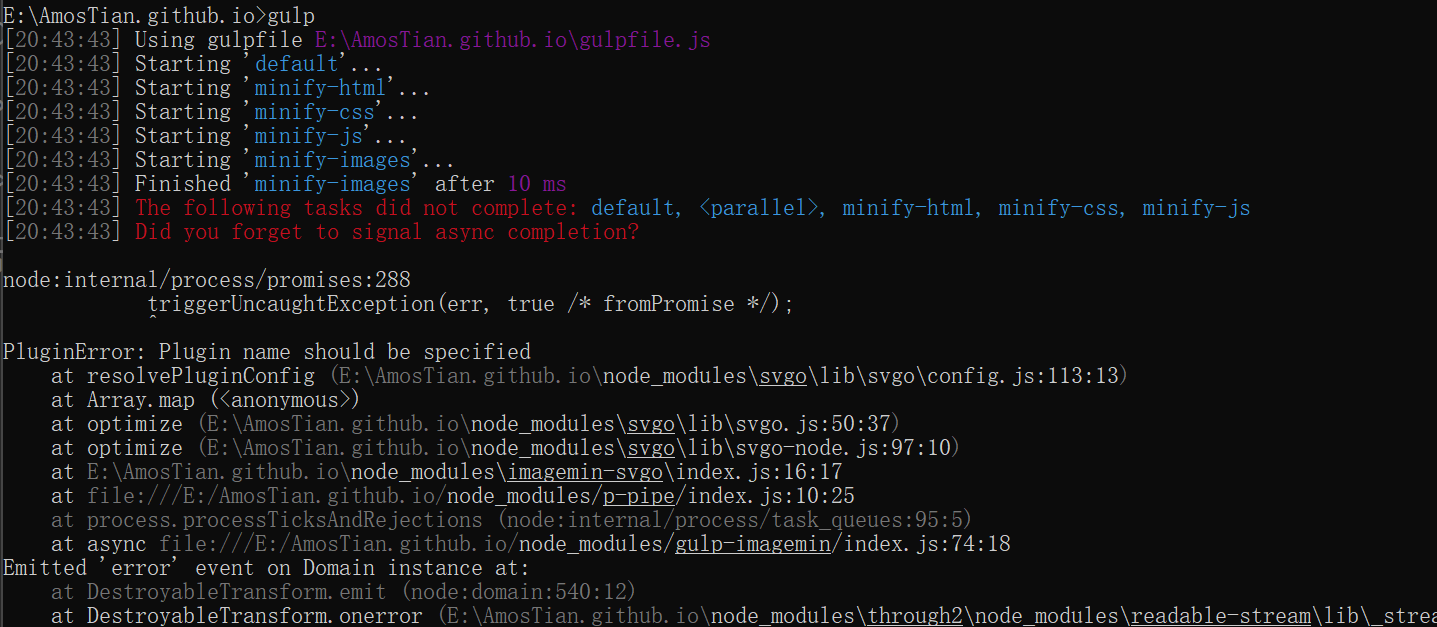 E:\AmosTian.github.io>gulp
[20:43:43] Using gulpfile E:\AmosTian.github.io\gulpfile.js
[20:43:43] Starting 'default'...
[20:43:43] Starting 'minify-html'...
[20:43:43] Starting 'minify-css'...
[20:43:43] Starting 'minify-js'...
[20:43:43] Starting 'minify-images'...
[20:43:43] Finished 'minify-images' after 10 ms
[20:43:43] The following tasks did not complete: default, <parallel>, minify-html, minify-css, minify-js
[20:43:43] Did you forget to signal async completion?
node:internal/process/promises:288
            triggerUncaughtException(err, true /* fromPromise */);
            ^
PluginError: Plugin name should be specified
    at resolvePluginConfig (E:\AmosTian.github.io\node_modules\svgo\lib\svgo\config.js:113:13)
    at Array.map (<anonymous>)
    at optimize (E:\AmosTian.github.io\node_modules\svgo\lib\svgo.js:50:37)
    at optimize (E:\AmosTian.github.io\node_modules\svgo\lib\svgo-node.js:97:10)
    at E:\AmosTian.github.io\node_modules\imagemin-svgo\index.js:16:17
    at file:///E:/AmosTian.github.io/node_modules/p-pipe/index.js:10:25
    at process.processTicksAndRejections (node:internal/process/task_queues:95:5)
    at async file:///E:/AmosTian.github.io/node_modules/gulp-imagemin/index.js:74:18
Emitted 'error' event on Domain instance at:
    at DestroyableTransform.emit (node:domain:540:12)
    at DestroyableTransform.onerror (E:\AmosTian.github.io\node_modules\through2\node_modules\readable-stream\lib\_strea